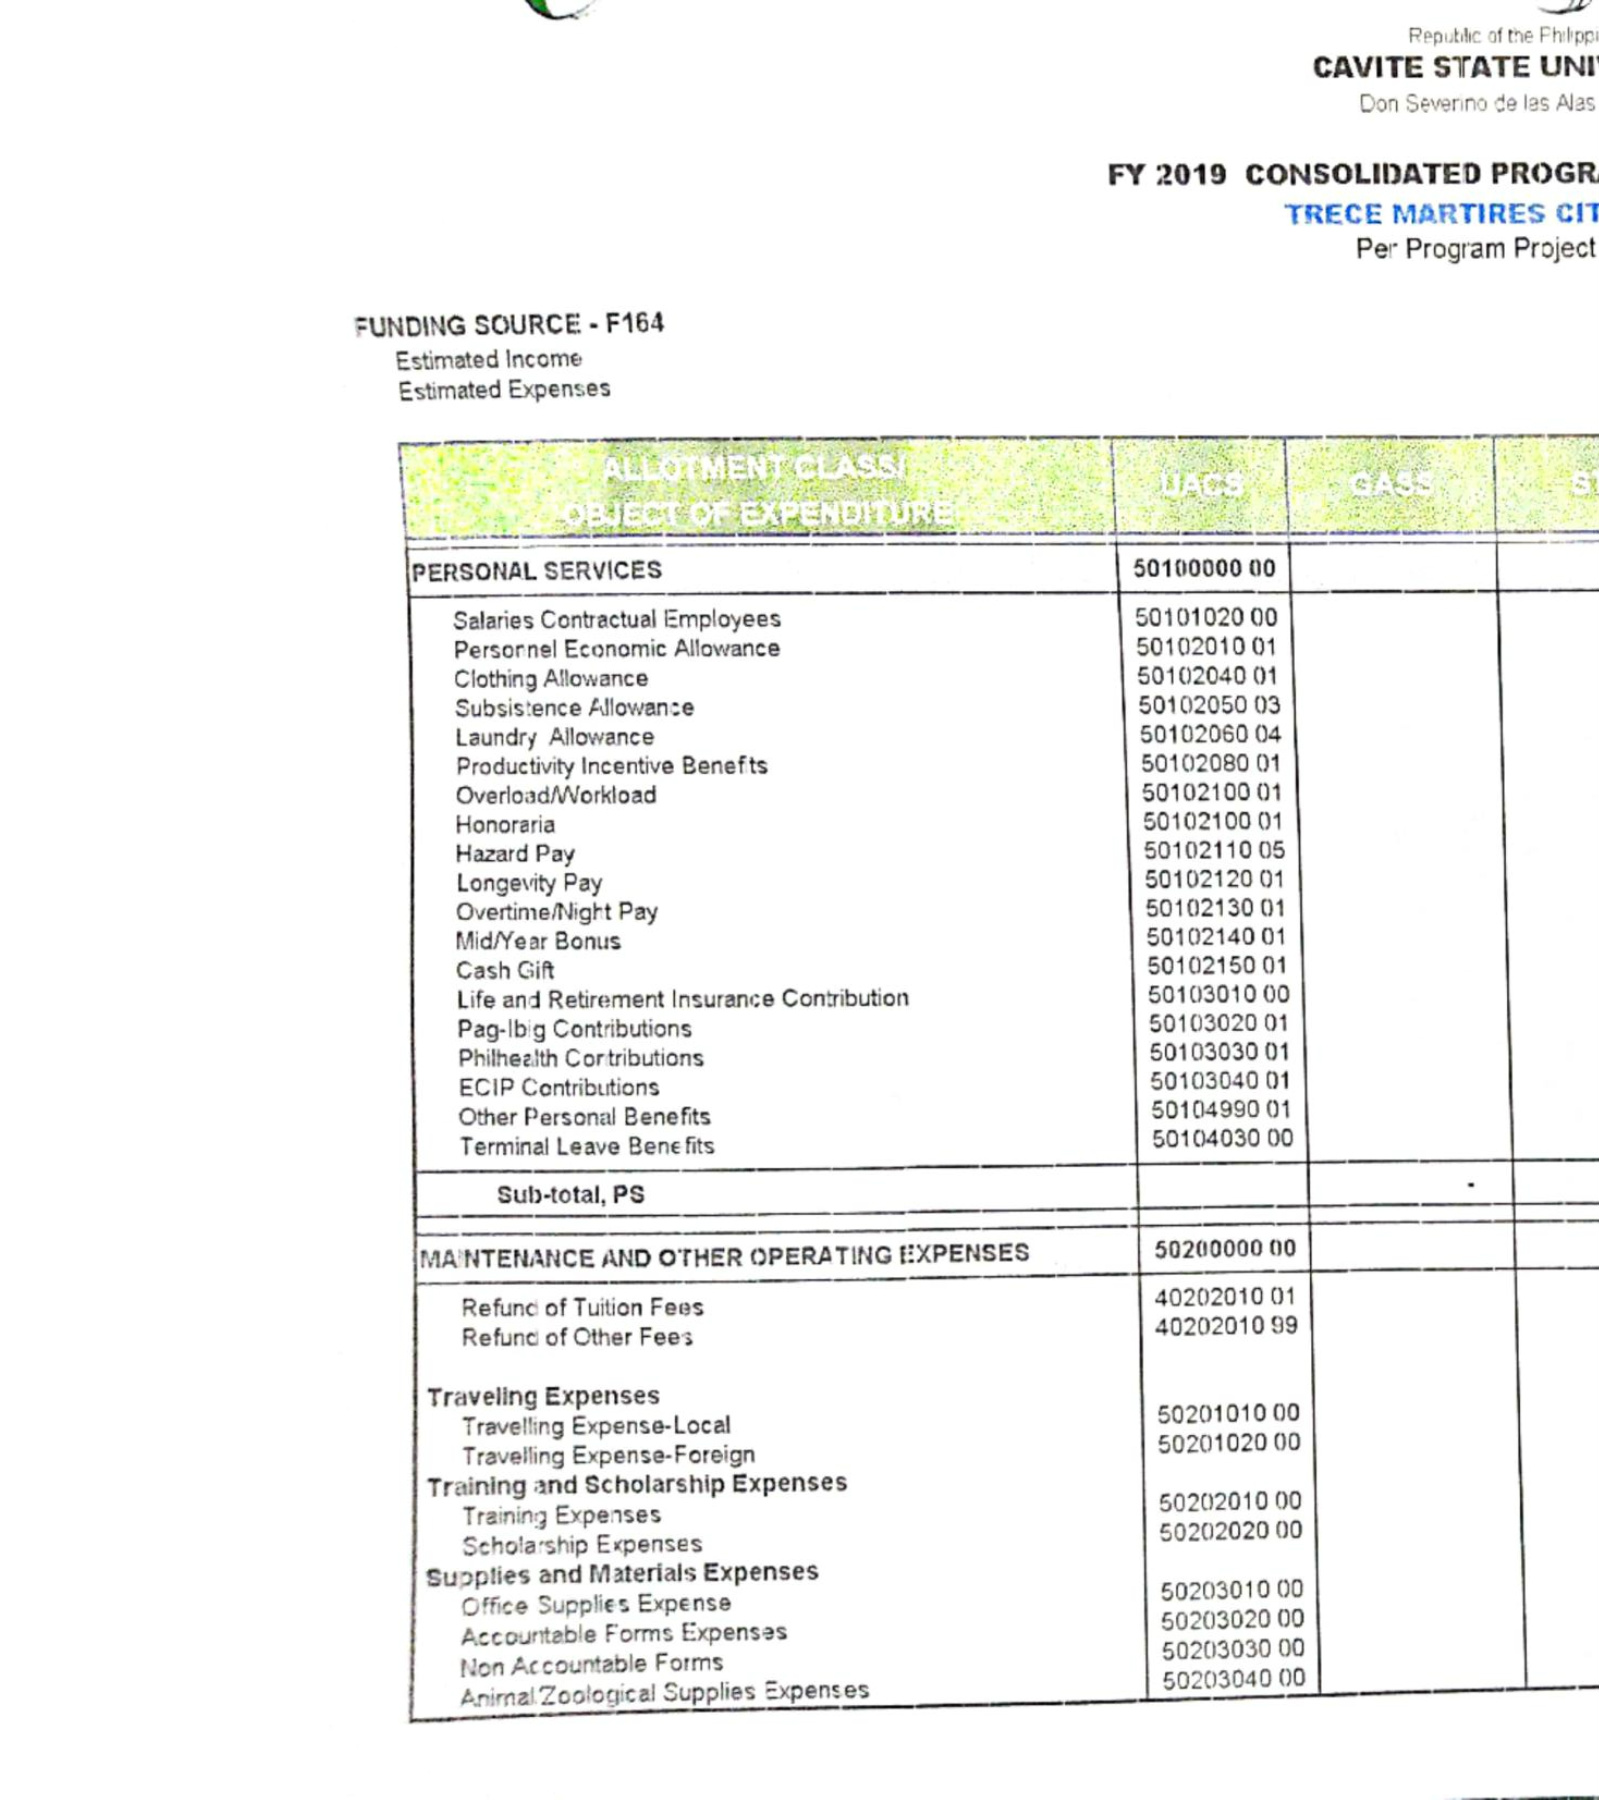 Republic of the Philippi
CAVITE STATE UNI
Don Severino de las Alas
FY 2019 CONSOLIDATED PROGRA
TRECE MARTIRES CIT
Per Program Project
FUNDING SOURCE - F164
Estimated Income
Estimated Expenses
ALLOTMENT CLASS/ UACS GASS ST
OBJECT OF EXPENDITURE
PERSONAL SERVICES 50100000 00
Salaries Contractual Employees 50101020 00
Personnel Economic Allowance 50102010 01
Clothing Allowance 50102040 01
Subsistence Allowance 50102050 03
Laundry Allowance 50102060 04
Productivity Incentive Benefits 50102080 01
Overload/Workload 50102100 01
Honoraria 50102100 01
Hazard Pay 50102110 05
Longevity Pay 50102120 01
Overtime/Night Pay 50102130 01
Mid/Year Bonus 50102140 01
Cash Gift 50102150 01
Life and Retirement Insurance Contribution 50103010 00
Pag-Ibig Contributions 50103020 01
Philhealth Contributions 50103030 01
ECIP Contributions 50103040 01
Other Personal Benefits 50104990 01
Terminal Leave Benefits 50104030 00
Sub-total, PS -
MAINTENANCE AND OTHER OPERATING EXPENSES 50200000 00
Refund of Tuition Fees 40202010 01
Refund of Other Fees 40202010 99
Traveling Expenses
Travelling Expense-Local 50201010 00
Travelling Expense-Foreign 50201020 00
Training and Scholarship Expenses
Training Expenses 50202010 00
Scholarship Expenses 50202020 00
Supplies and Materials Expenses
Office Supplies Expense 50203010 00
Accountable Forms Expenses 50203020 00
Non Accountable Forms 50203030 00
Animal/Zoological Supplies Expenses 50203040 00